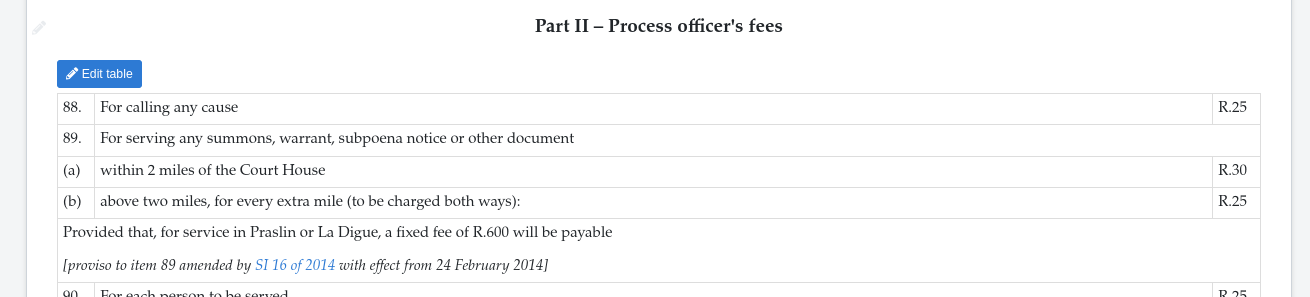 Part II – Process officer's fees
Edit table
88. For calling any cause R.25
89. For serving any summons, warrant, subpoena notice or other document
(a) within 2 miles of the Court House R.30
(b) above two miles, for every extra mile (to be charged both ways): R.25
Provided that, for service in Praslin or La Digue, a fixed fee of R.600 will be payable
[proviso to item 89 amended by SI 16 of 2014 with effect from 24 February 2014]
90. For each person to be served R.25